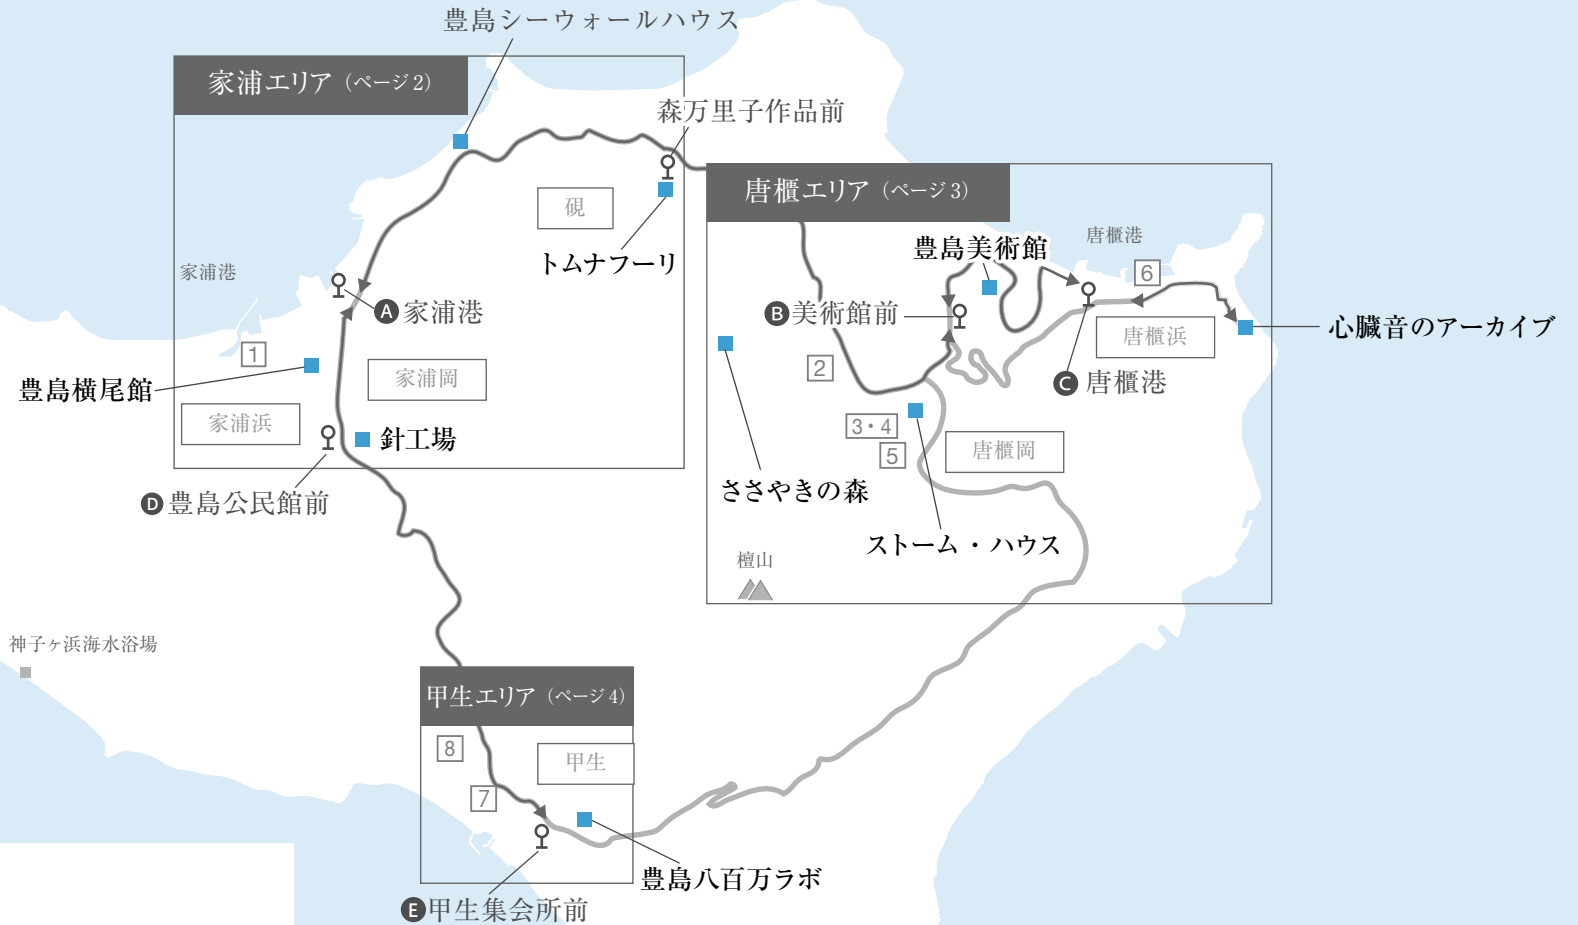 豊島シーウォールハウス
家浦エリア（ページ2）
森万里子作品前
硯
トムナフーリ
家浦港
A 家浦港
1
豊島横尾館
家浦岡
家浦浜
針工場
D 豊島公民館前
唐櫃エリア（ページ3）
豊島美術館
唐櫃港
6
B 美術館前
唐櫃浜
心臓音のアーカイブ
2
C 唐櫃港
3・4
5
唐櫃岡
ささやきの森
ストーム・ハウス
檀山
神子ヶ浜海水浴場
甲生エリア（ページ4）
8
甲生
7
豊島八百万ラボ
E 甲生集会所前